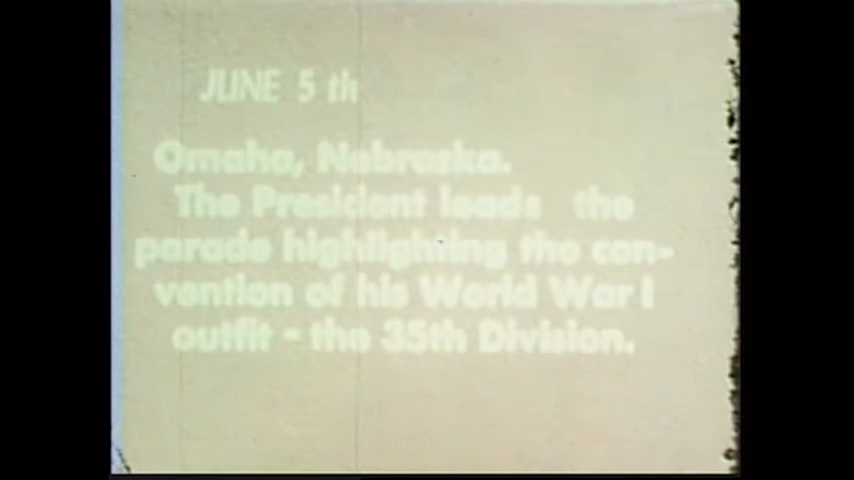 JUNE 5 th
Omaha, Nebraska.
The President leads the
parade highlighting the con-
vention of his World War I
outfit - the 35th Division.